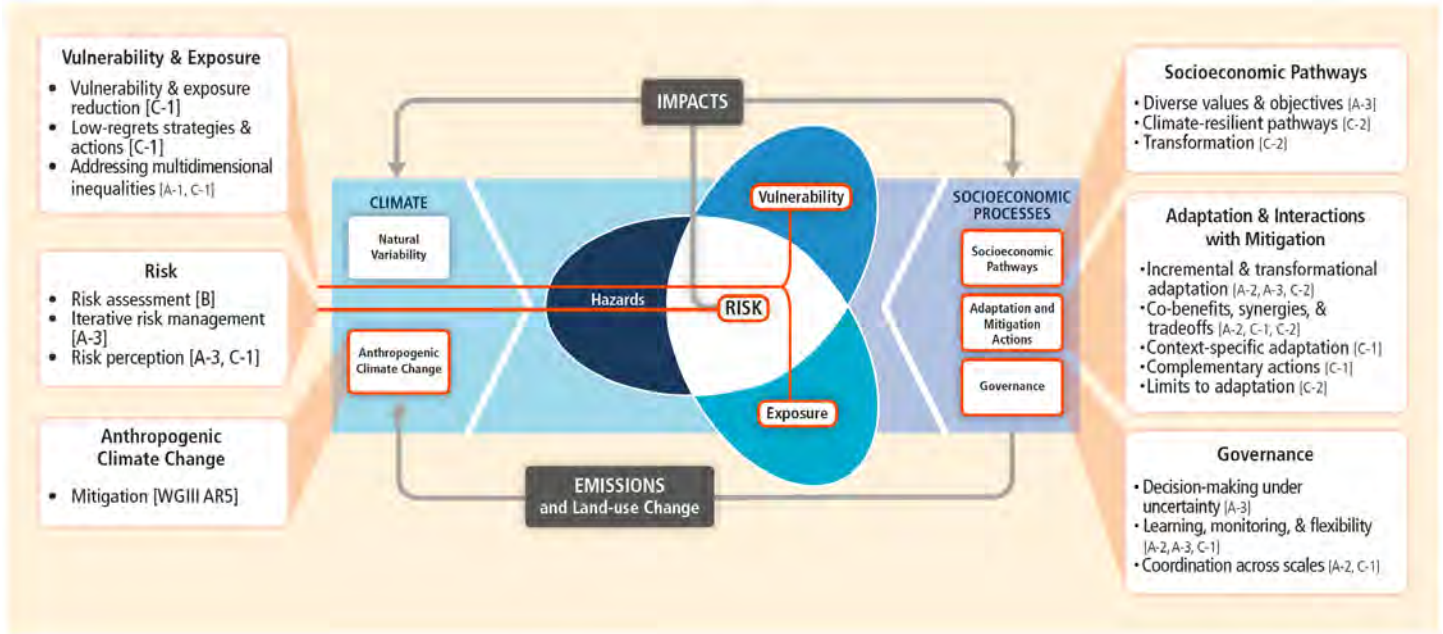 Vulnerability & Exposure
• Vulnerability & exposure
reduction [C-1]
• Low-regrets strategies &
actions [C-1]
• Addressing multidimensional
inequalities [A-1, C-1]
Risk
• Risk assessment [B]
• Iterative risk management
[A-3]
• Risk perception [A-3, C-1]
Anthropogenic
Climate Change
• Mitigation [WGIII AR5]
IMPACTS
CLIMATE
Natural
Variability
Anthropogenic
Climate Change
Hazards
Vulnerability
RISK
Exposure
EMISSIONS
and Land-use Change
SOCIOECONOMIC
PROCESSES
Socioeconomic
Pathways
Adaptation and
Mitigation
Actions
Governance
Socioeconomic Pathways
• Diverse values & objectives [A-3]
• Climate-resilient pathways [C-2]
• Transformation [C-2]
Adaptation & Interactions
with Mitigation
• Incremental & transformational
adaptation [A-2, A-3, C-2]
• Co-benefits, synergies, &
tradeoffs [A-2, C-1, C-2]
• Context-specific adaptation [C-1]
• Complementary actions [C-1]
• Limits to adaptation [C-2]
Governance
• Decision-making under
uncertainty [A-3]
• Learning, monitoring, & flexibility
[A-2, A-3, C-1]
• Coordination across scales [A-2, C-1]